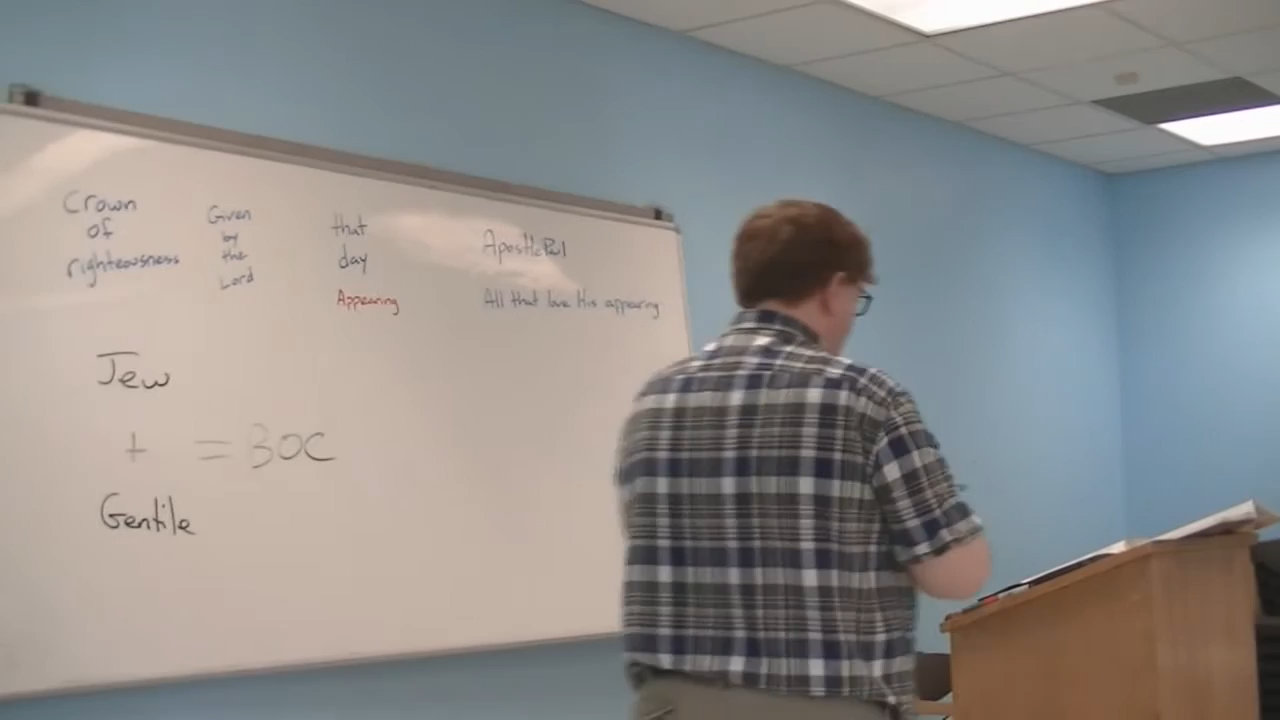 Crown
of
righteousness
Given
by
the
Lord
that
day
Appearing
Apostle Paul
All that love His appearing
Jew
+ = BOC
Gentile